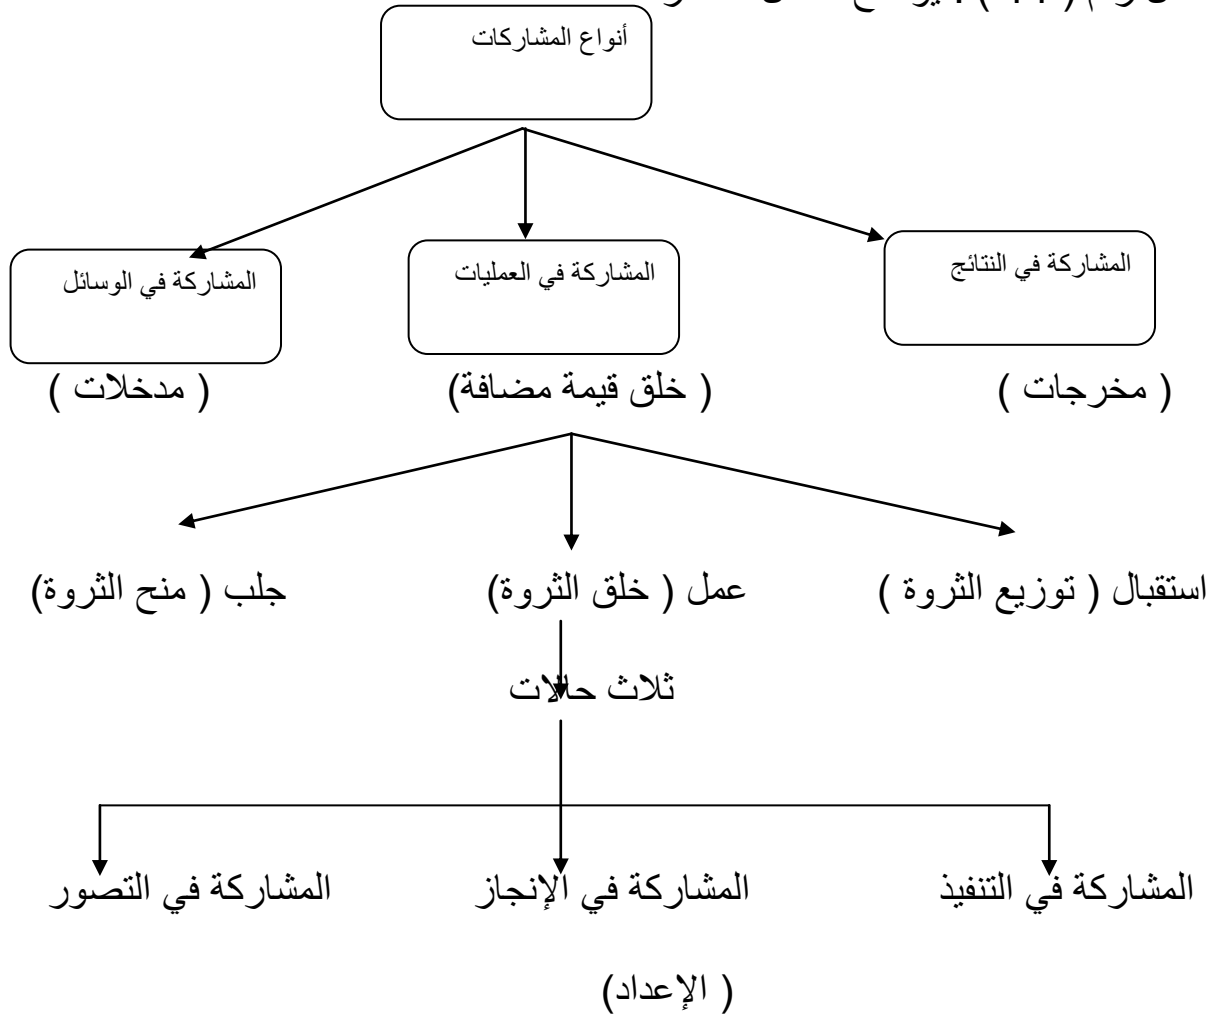 أنواع المشاركات
المشاركة في النتائج
المشاركة في العمليات
المشاركة في الوسائل
( مخرجات )
( خلق قيمة مضافة)
( مدخلات )
استقبال ( توزيع الثروة )
عمل ( خلق الثروة)
جلب ( منح الثروة)
ثلاث حالات
المشاركة في التنفيذ
المشاركة في الإنجاز
المشاركة في التصور
( الإعداد)